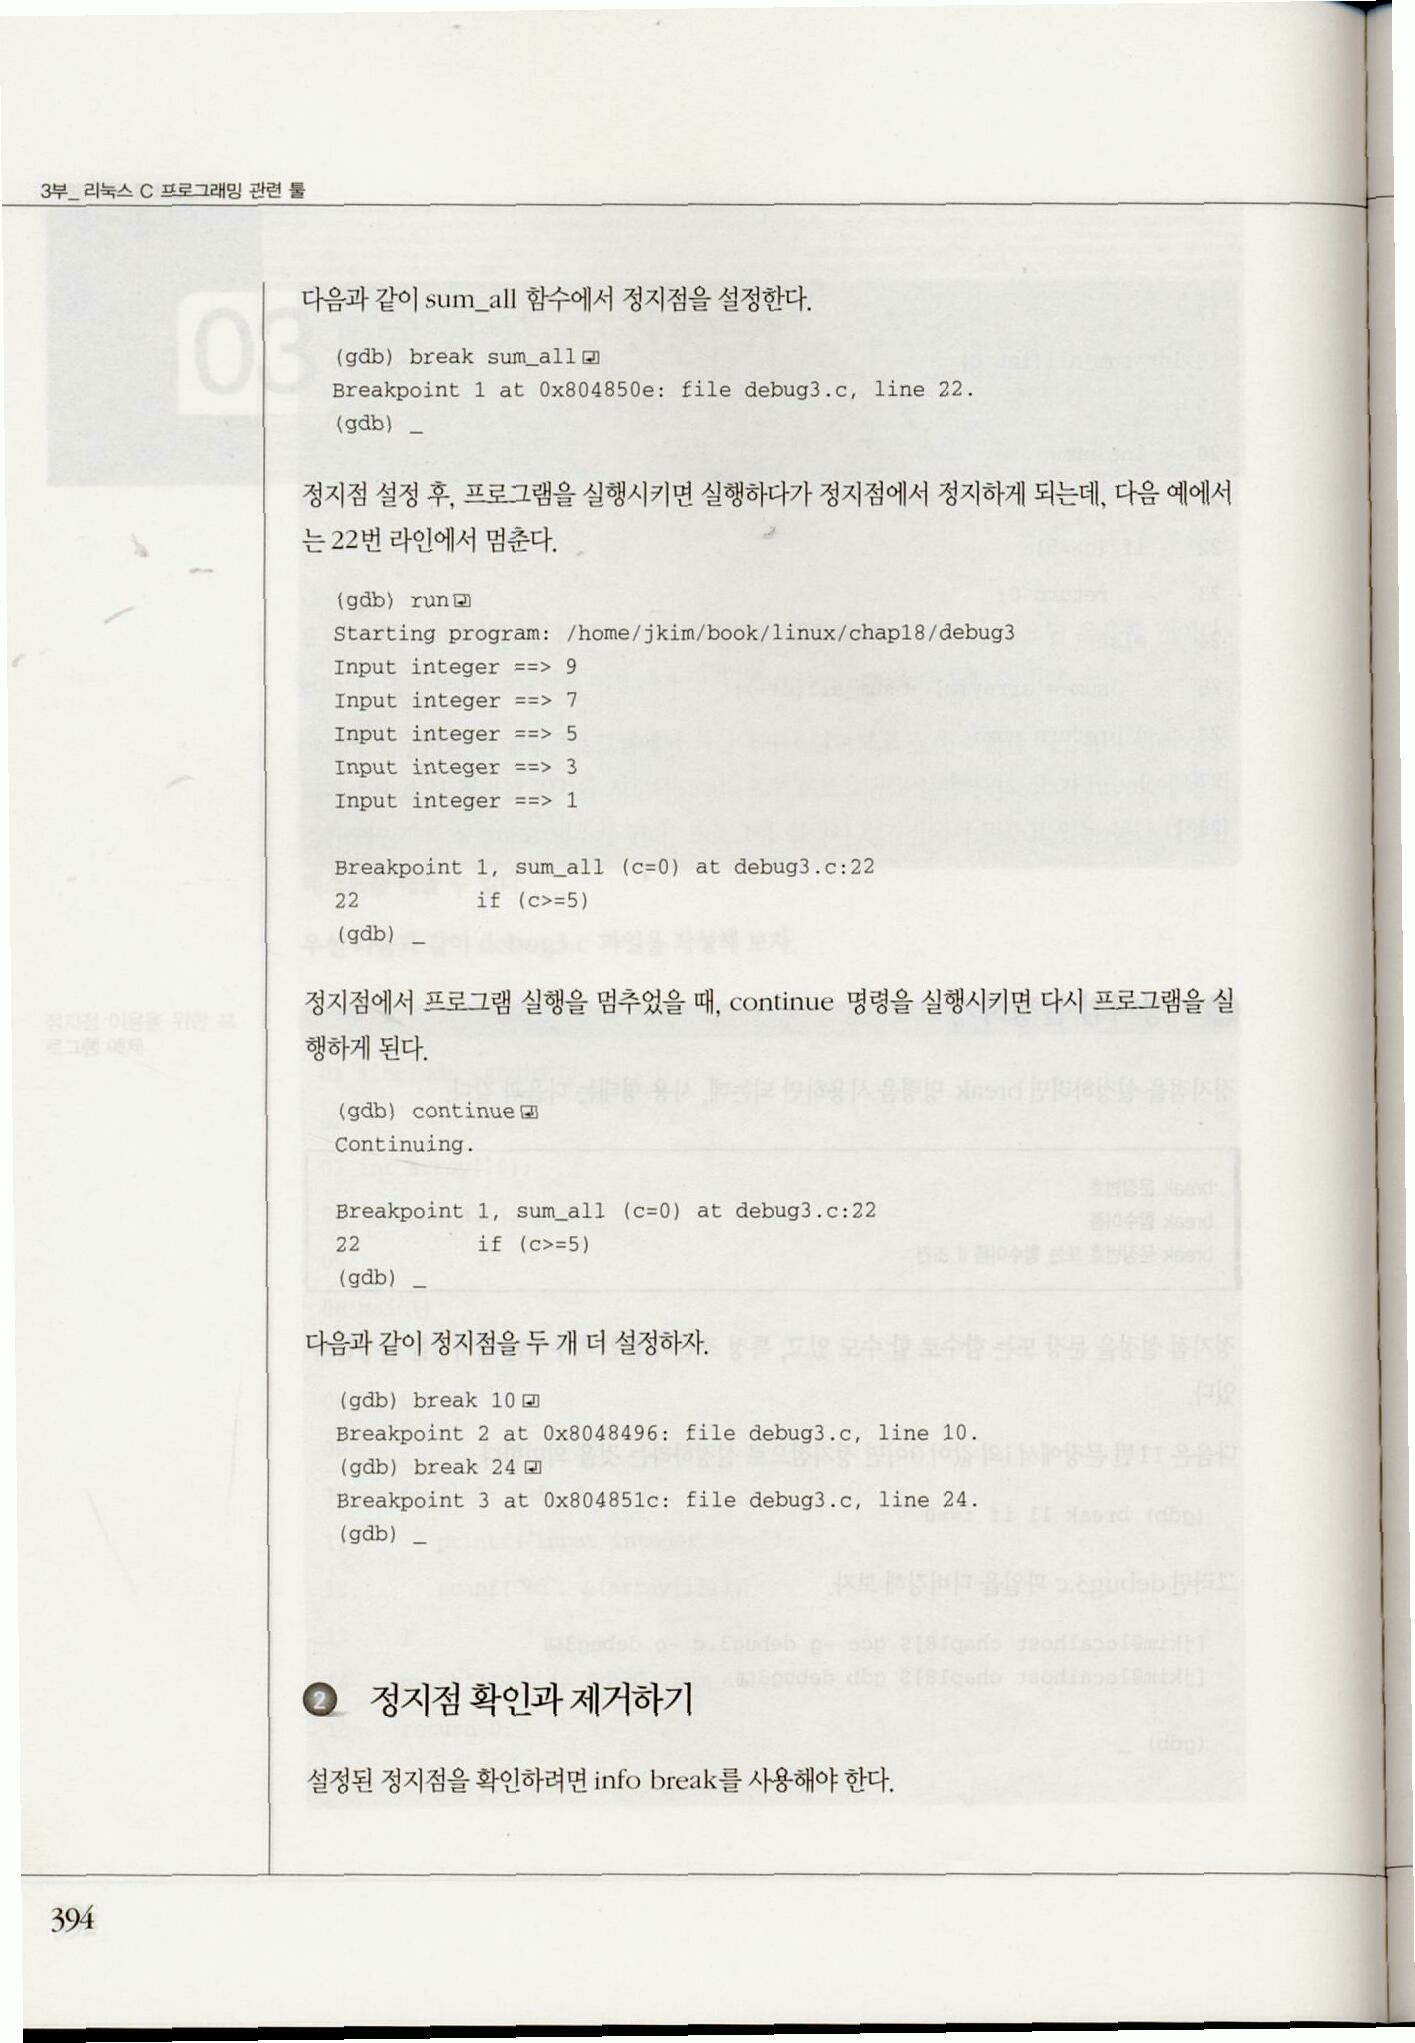 3부_ 리눅스 C 프로그래밍 관련 툴
다음과 같이 sum_all 함수에서 정지점을 설정한다.
(gdb) break sum_all
Breakpoint 1 at 0x804850e: file debug3.c, line 22.
(gdb) _
정지점 설정 후, 프로그램을 실행시키면 실행하다가 정지점에서 정지하게 되는데, 다음 예에서
는 22번 라인에서 멈춘다.
(gdb) run
Starting program: /home/jkim/book/linux/chap18/debug3
Input integer ==> 9
Input integer ==> 7
Input integer ==> 5
Input integer ==> 3
Input integer ==> 1
Breakpoint 1, sum_all (c=0) at debug3.c:22
22 if (c>=5)
(gdb) _
정지점에서 프로그램 실행을 멈추었을 때, continue 명령을 실행시키면 다시 프로그램을 실
행하게 된다.
(gdb) continue
Continuing.
Breakpoint 1, sum_all (c=0) at debug3.c:22
22 if (c>=5)
(gdb) _
다음과 같이 정지점을 두 개 더 설정하자.
(gdb) break 10
Breakpoint 2 at 0x8048496: file debug3.c, line 10.
(gdb) break 24
Breakpoint 3 at 0x804851c: file debug3.c, line 24.
(gdb) _
2 정지점 확인과 제거하기
설정된 정지점을 확인하려면 info break를 사용해야 한다.
394